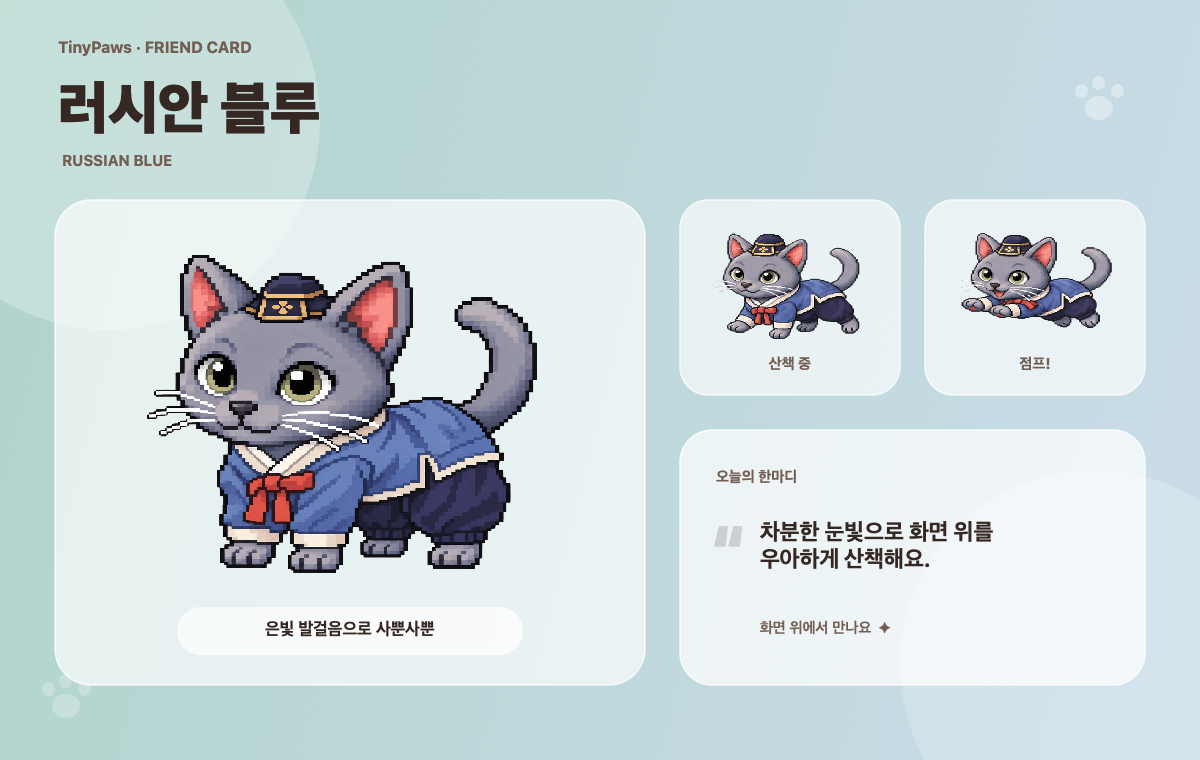 TinyPaws · FRIEND CARD
러시안 블루
RUSSIAN BLUE
은빛 발걸음으로 사뿐사뿐
산책 중
점프!
오늘의 한마디
차분한 눈빛으로 화면 위를
우아하게 산책해요.
화면 위에서 만나요 ✦